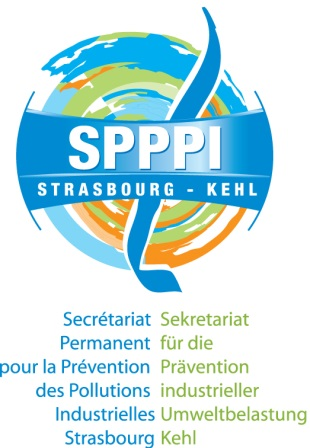 SPPPI
STRASBOURG - KEHL
Secrétariat Sekretariat
Permanent für die
pour la Prévention Prävention
des Pollutions industrieller
Industrielles Umweltbelastung
Strasbourg Kehl